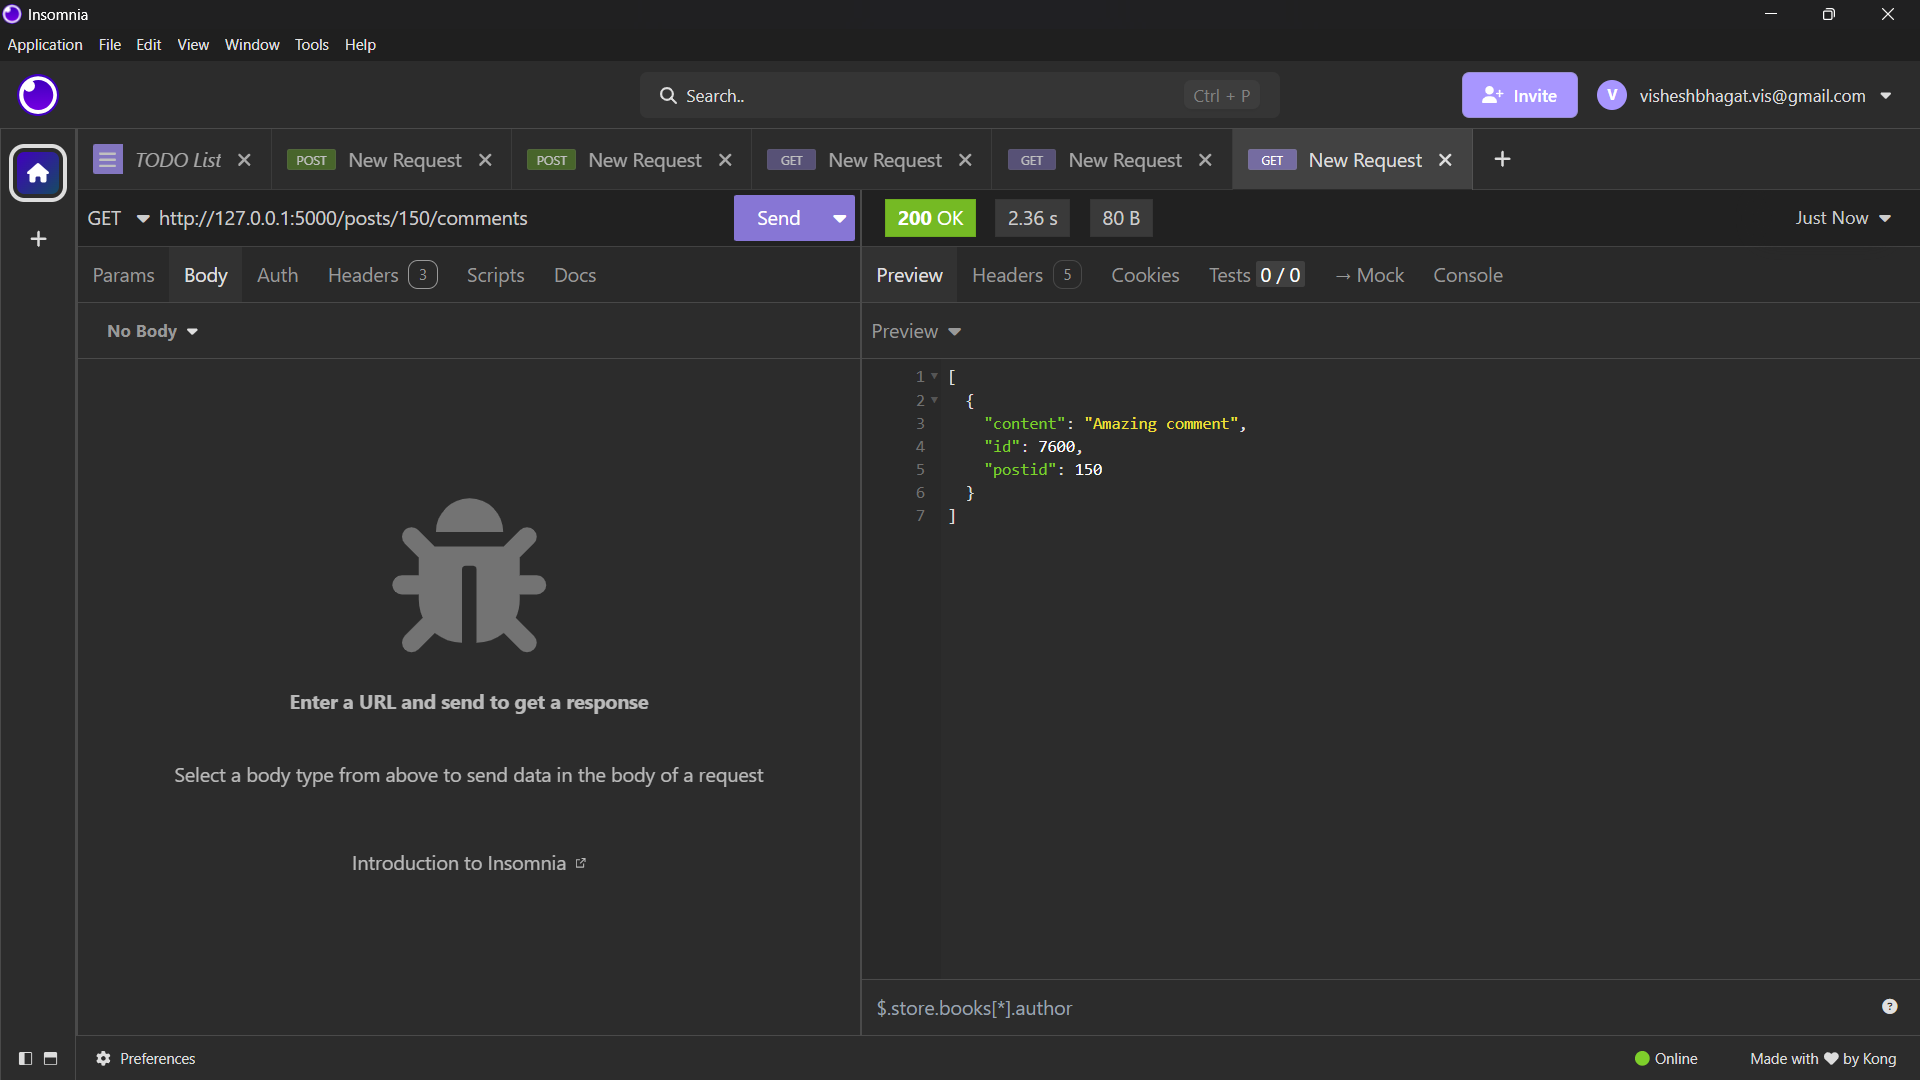 Insomnia
Application File Edit View Window Tools Help
Search.. Ctrl + P Invite V visheshbhagat.vis@gmail.com
TODO List POST New Request POST New Request GET New Request GET New Request GET New Request
GET http://127.0.0.1:5000/posts/150/comments Send 200 OK 2.36 s 80 B Just Now
Params Body Auth Headers 3 Scripts Docs Preview Headers 5 Cookies Tests 0 / 0 → Mock Console
No Body Preview
1 [
2 {
3 "content": "Amazing comment",
4 "id": 7600,
5 "postid": 150
6 }
7 ]
Enter a URL and send to get a response
Select a body type from above to send data in the body of a request
Introduction to Insomnia
$.store.books[*].author ?
Preferences Online Made with ❤ by Kong